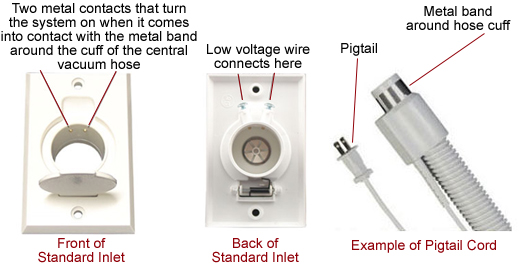 Two metal contacts that turn
the system on when it comes
into contact with the metal band
around the cuff of the central
vacuum hose
Low voltage wire
connects here
Pigtail
Metal band
around hose cuff
Front of
Standard Inlet
Back of
Standard Inlet
Example of Pigtail Cord